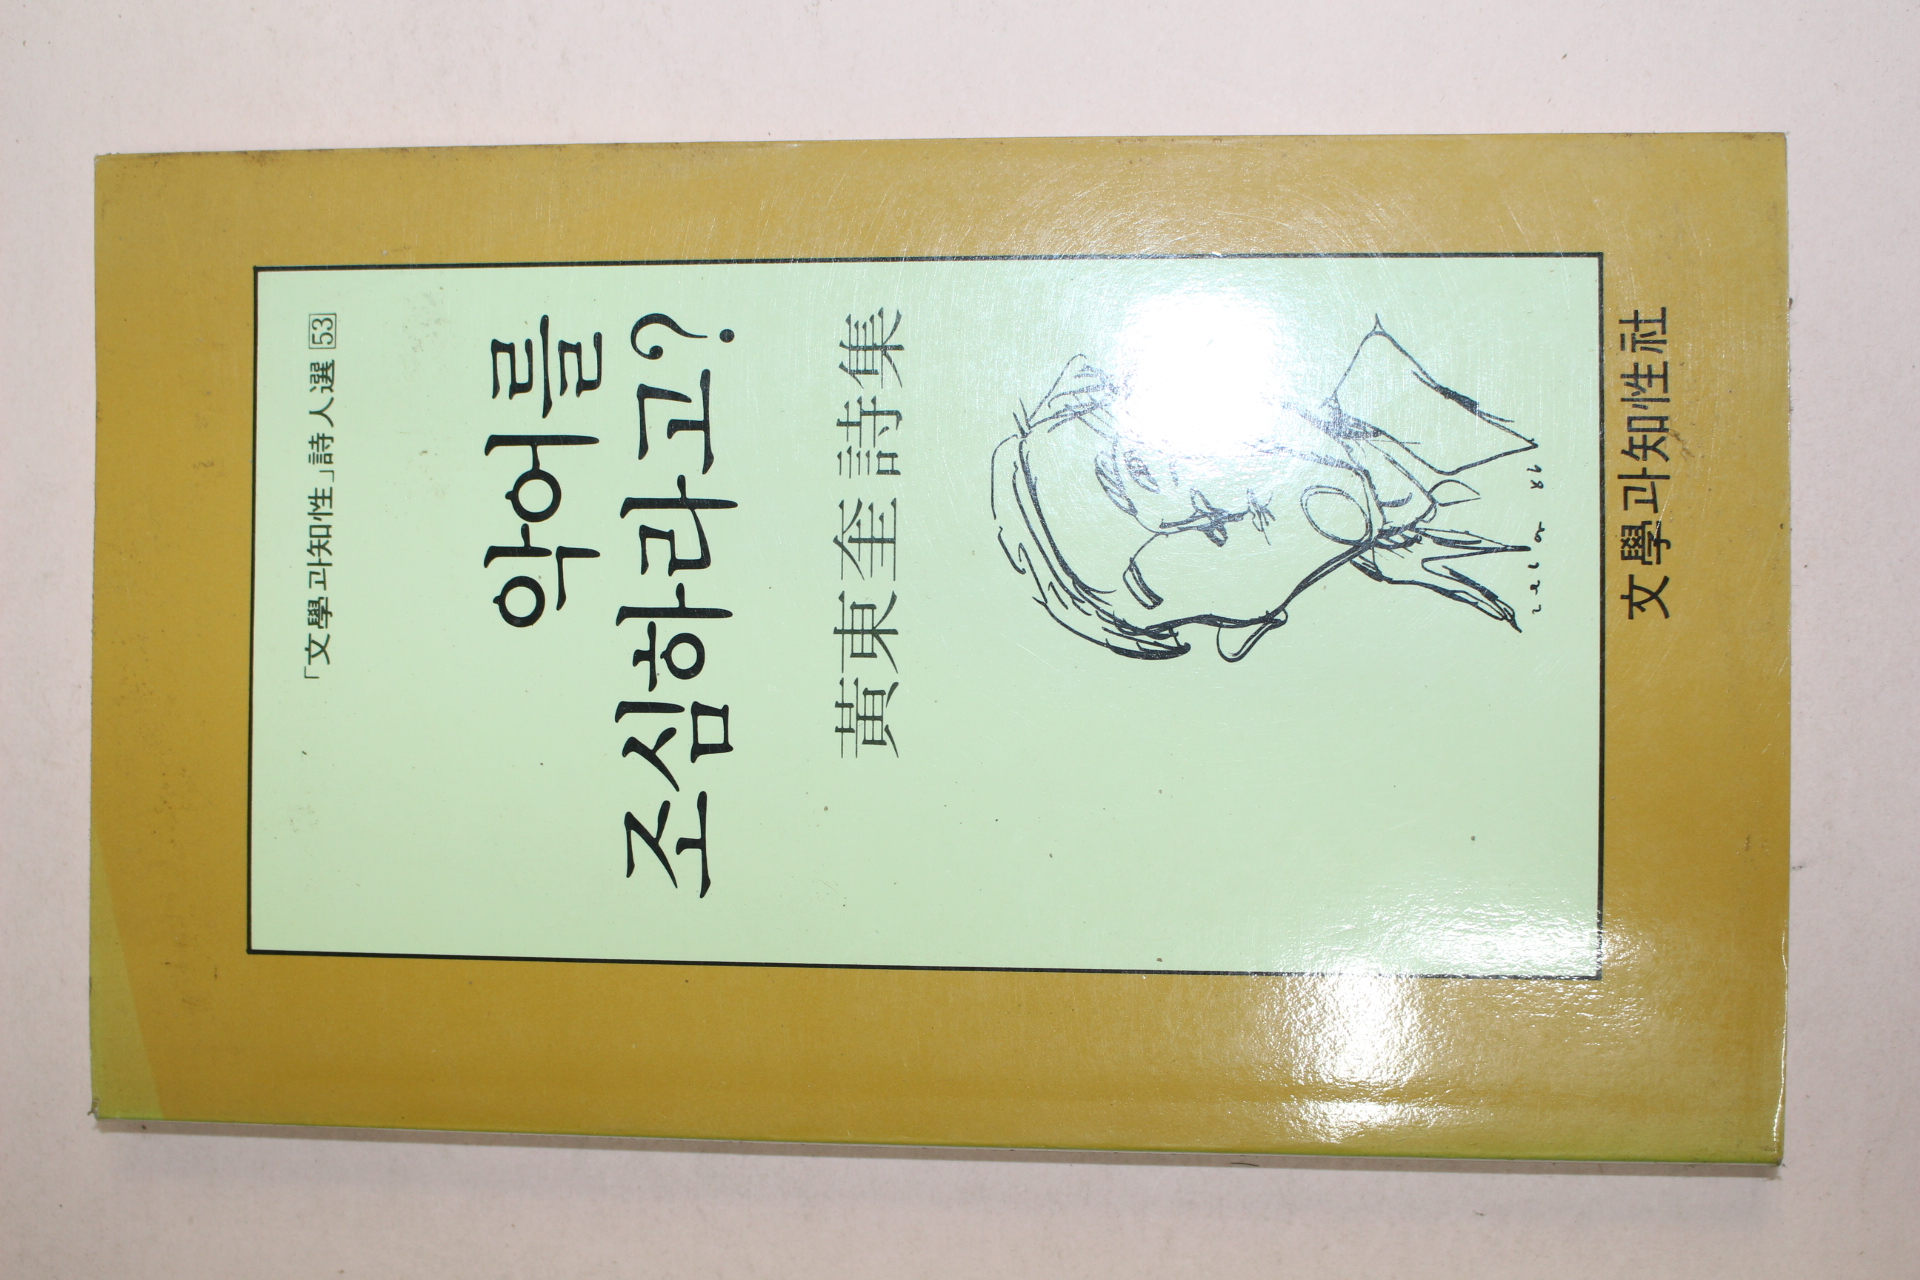 「文學과知性」詩人選 53
악어를
조심하라고?
黃東奎詩集
文學과知性社